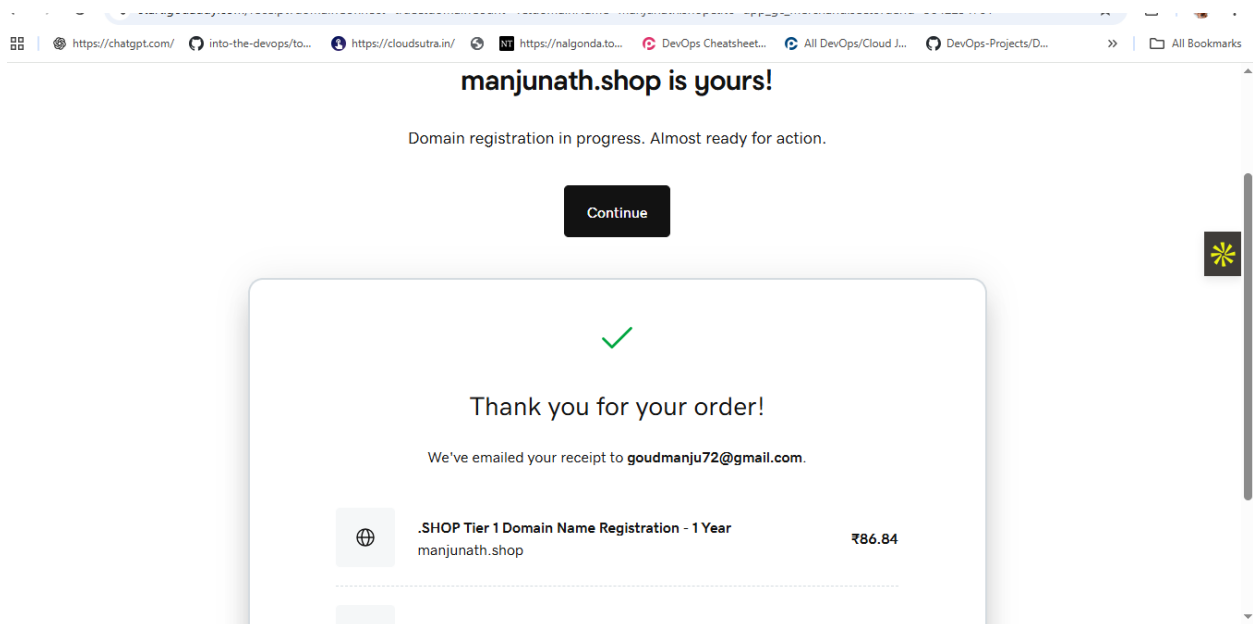 https://chatgpt.com/ into-the-devops/to... https://cloudsutra.in/ NT https://nalgonda.to... DevOps Cheatsheet... All DevOps/Cloud J... DevOps-Projects/D... » All Bookmarks
manjunath.shop is yours!
Domain registration in progress. Almost ready for action.
Continue
Thank you for your order!
We've emailed your receipt to goudmanju72@gmail.com.
.SHOP Tier 1 Domain Name Registration - 1 Year
₹86.84
manjunath.shop